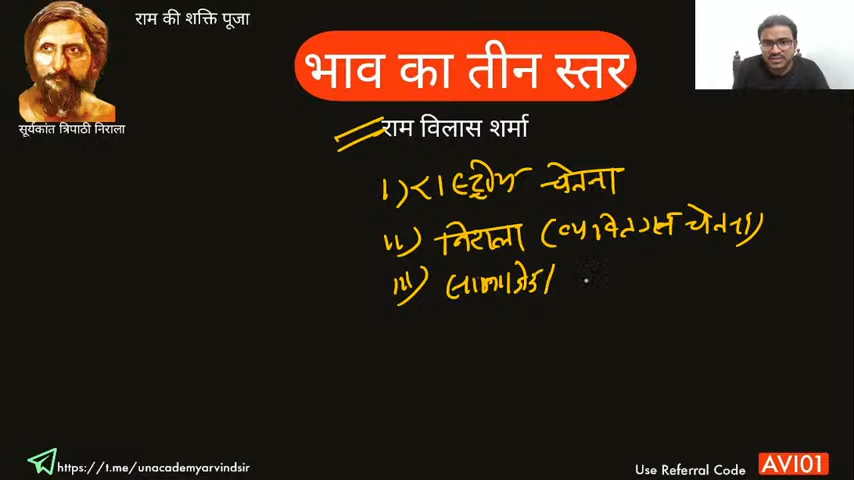 राम की शक्ति पूजा
भाव का तीन स्तर
सूर्यकांत त्रिपाठी निराला
राम विलास शर्मा
i) राष्ट्रीय चेतना
ii) निराला (व्यक्तिगत चेतना)
iii) सामाजिक
https://t.me/unacademyarvindsir
Use Referral Code AVI01